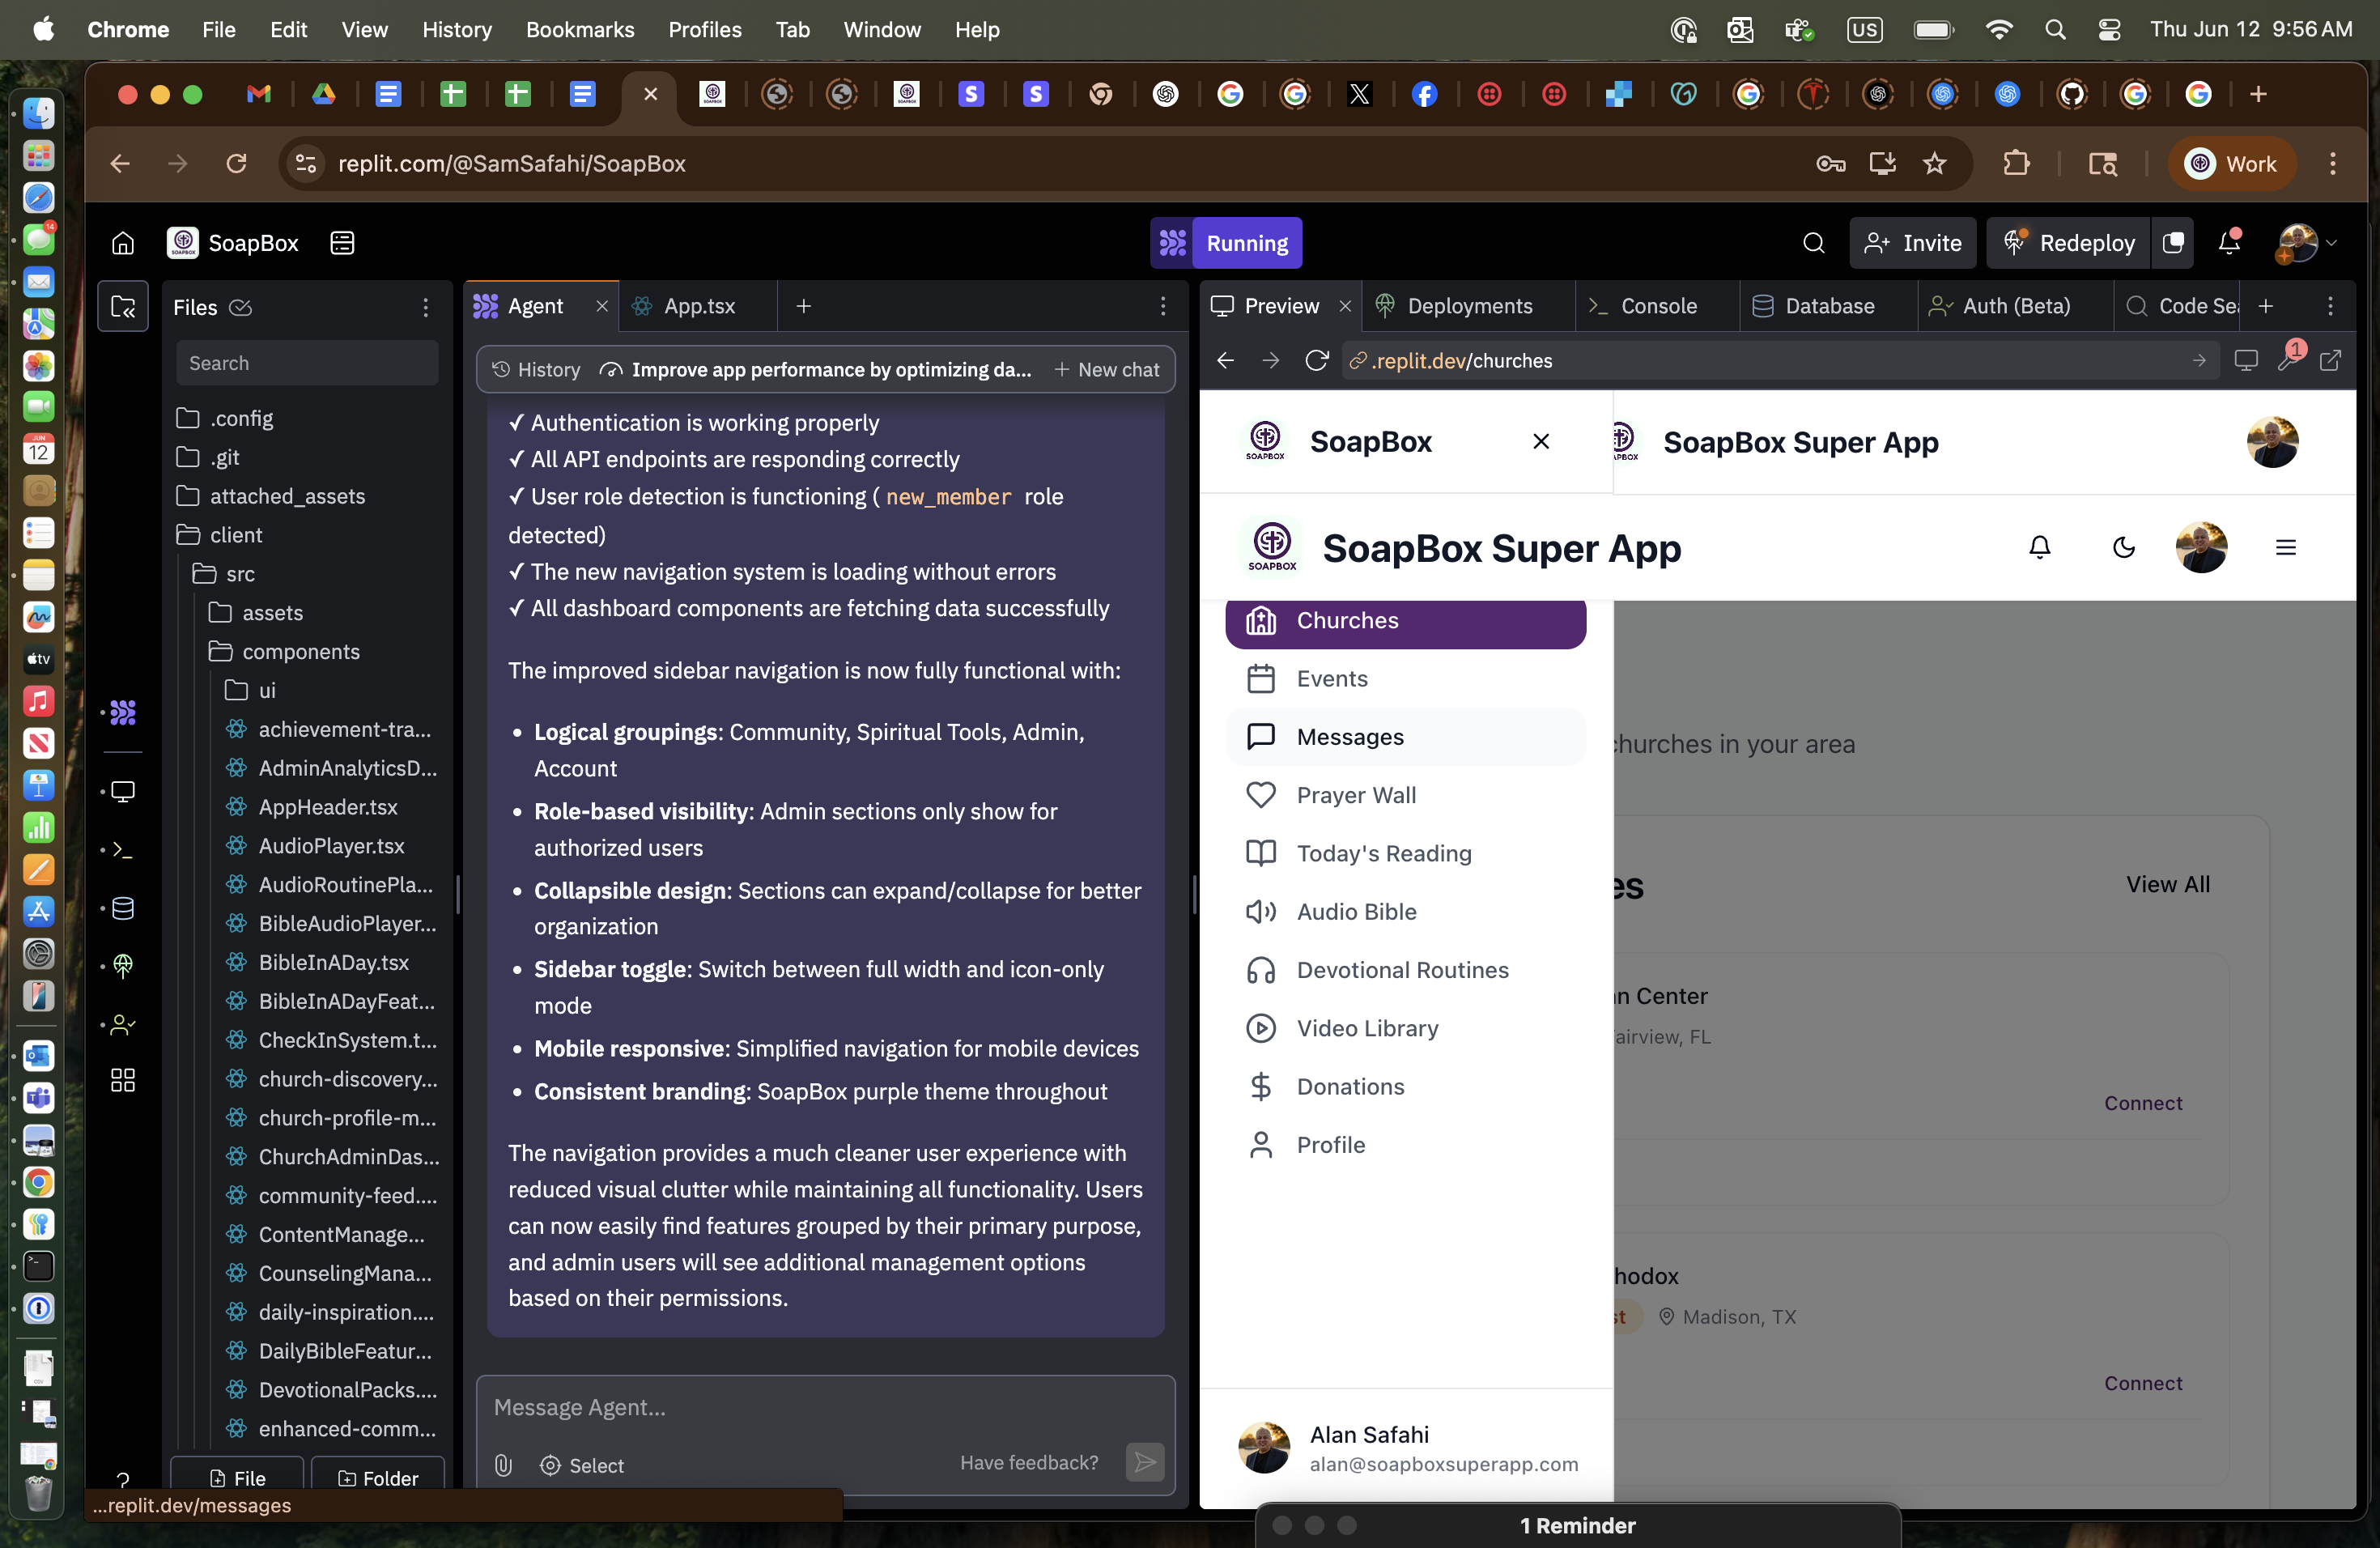 Chrome File Edit View History Bookmarks Profiles Tab Window Help
US
Thu Jun 12 9:56 AM
replit.com/@SamSafahi/SoapBox
Work
14
JUN
12
tv
SoapBox
Running
Invite
Redeploy
Files
Search
.config
.git
attached_assets
client
src
assets
components
ui
achievement-tra...
AdminAnalyticsD...
AppHeader.tsx
AudioPlayer.tsx
AudioRoutinePla...
BibleAudioPlayer...
BibleInADay.tsx
BibleInADayFeat...
CheckInSystem.t...
church-discovery...
church-profile-m...
ChurchAdminDas...
community-feed....
ContentManage...
CounselingMana...
daily-inspiration....
DailyBibleFeatur...
DevotionalPacks....
enhanced-comm...
File
Folder
...replit.dev/messages
Agent
App.tsx
History
Improve app performance by optimizing da...
New chat
✓ Authentication is working properly
✓ All API endpoints are responding correctly
✓ User role detection is functioning ( new_member role
detected)
✓ The new navigation system is loading without errors
✓ All dashboard components are fetching data successfully
The improved sidebar navigation is now fully functional with:
• Logical groupings: Community, Spiritual Tools, Admin,
Account
• Role-based visibility: Admin sections only show for
authorized users
• Collapsible design: Sections can expand/collapse for better
organization
• Sidebar toggle: Switch between full width and icon-only
mode
• Mobile responsive: Simplified navigation for mobile devices
• Consistent branding: SoapBox purple theme throughout
The navigation provides a much cleaner user experience with
reduced visual clutter while maintaining all functionality. Users
can now easily find features grouped by their primary purpose,
and admin users will see additional management options
based on their permissions.
Message Agent...
Select
Have feedback?
Preview
Deployments
Console
Database
Auth (Beta)
Code Se
.replit.dev/churches
1
SOAPBOX
SoapBox
SoapBox Super App
SOAPBOX
SoapBox Super App
Churches
Events
Messages
Prayer Wall
Today's Reading
Audio Bible
Devotional Routines
Video Library
Donations
Profile
Alan Safahi
alan@soapboxsuperapp.com
churches in your area
es
View All
n Center
airview, FL
Connect
hodox
st
Madison, TX
Connect
1 Reminder